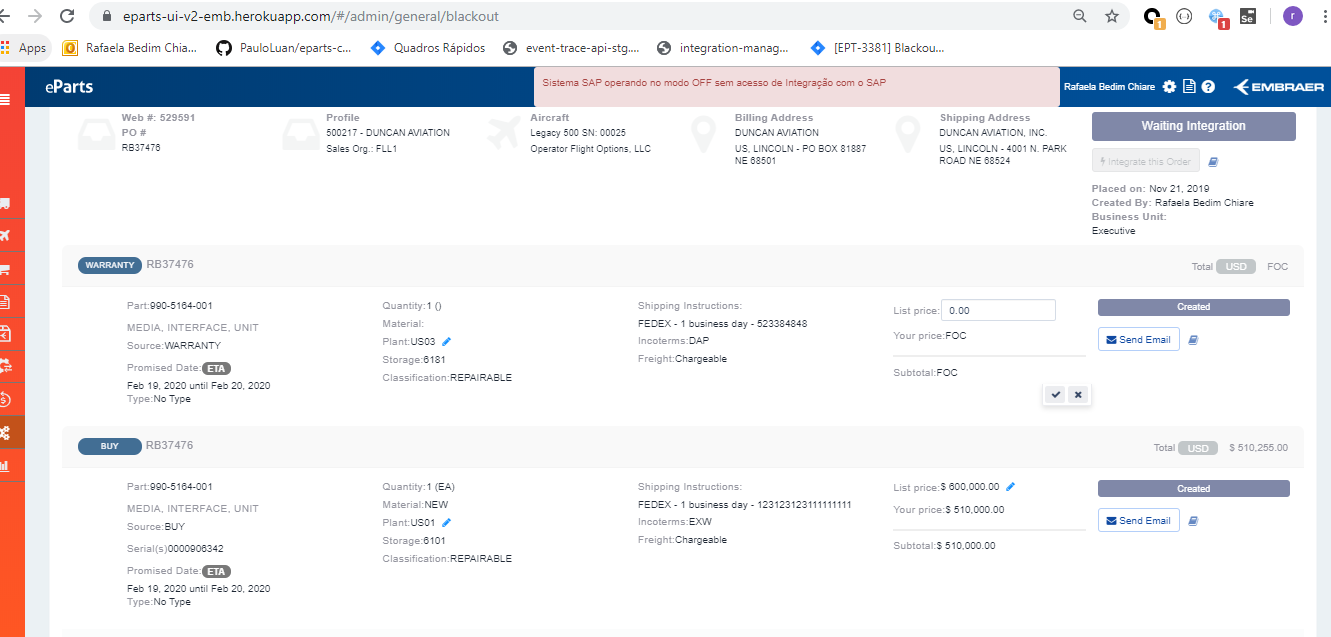 eparts-ui-v2-emb.herokuapp.com/#/admin/general/blackout
1
1
Se
r
Apps
Rafaela Bedim Chia...
PauloLuan/eparts-c...
Quadros Rápidos
event-trace-api-stg....
integration-manag...
[EPT-3381] Blackou...
eParts
Sistema SAP operando no modo OFF sem acesso de Integração com o SAP
Rafaela Bedim Chiare
EMBRAER
Web #: 529591
PO #
RB37476
Profile
500217 - DUNCAN AVIATION
Sales Org.: FLL1
Aircraft
Legacy 500 SN: 00025
Operator Flight Options, LLC
Billing Address
DUNCAN AVIATION
US, LINCOLN - PO BOX 81887
NE 68501
Shipping Address
DUNCAN AVIATION, INC.
US, LINCOLN - 4001 N. PARK
ROAD NE 68524
Waiting Integration
Integrate this Order
Placed on: Nov 21, 2019
Created By: Rafaela Bedim Chiare
Business Unit:
Executive
WARRANTY RB37476
Total USD FOC
Part:990-5164-001
MEDIA, INTERFACE, UNIT
Source:WARRANTY
Promised Date: ETA
Feb 19, 2020 until Feb 20, 2020
Type:No Type
Quantity:1 ()
Material:
Plant:US03
Storage:6181
Classification:REPAIRABLE
Shipping Instructions:
FEDEX - 1 business day - 523384848
Incoterms:DAP
Freight:Chargeable
List price: 0.00
Your price:FOC
Subtotal:FOC
Created
Send Email
BUY RB37476
Total USD $ 510,255.00
Part:990-5164-001
MEDIA, INTERFACE, UNIT
Source:BUY
Serial(s)0000906342
Promised Date: ETA
Feb 19, 2020 until Feb 20, 2020
Type:No Type
Quantity:1 (EA)
Material:NEW
Plant:US01
Storage:6101
Classification:REPAIRABLE
Shipping Instructions:
FEDEX - 1 business day - 123123123111111111
Incoterms:EXW
Freight:Chargeable
List price:$ 600,000.00
Your price:$ 510,000.00
Subtotal:$ 510,000.00
Created
Send Email